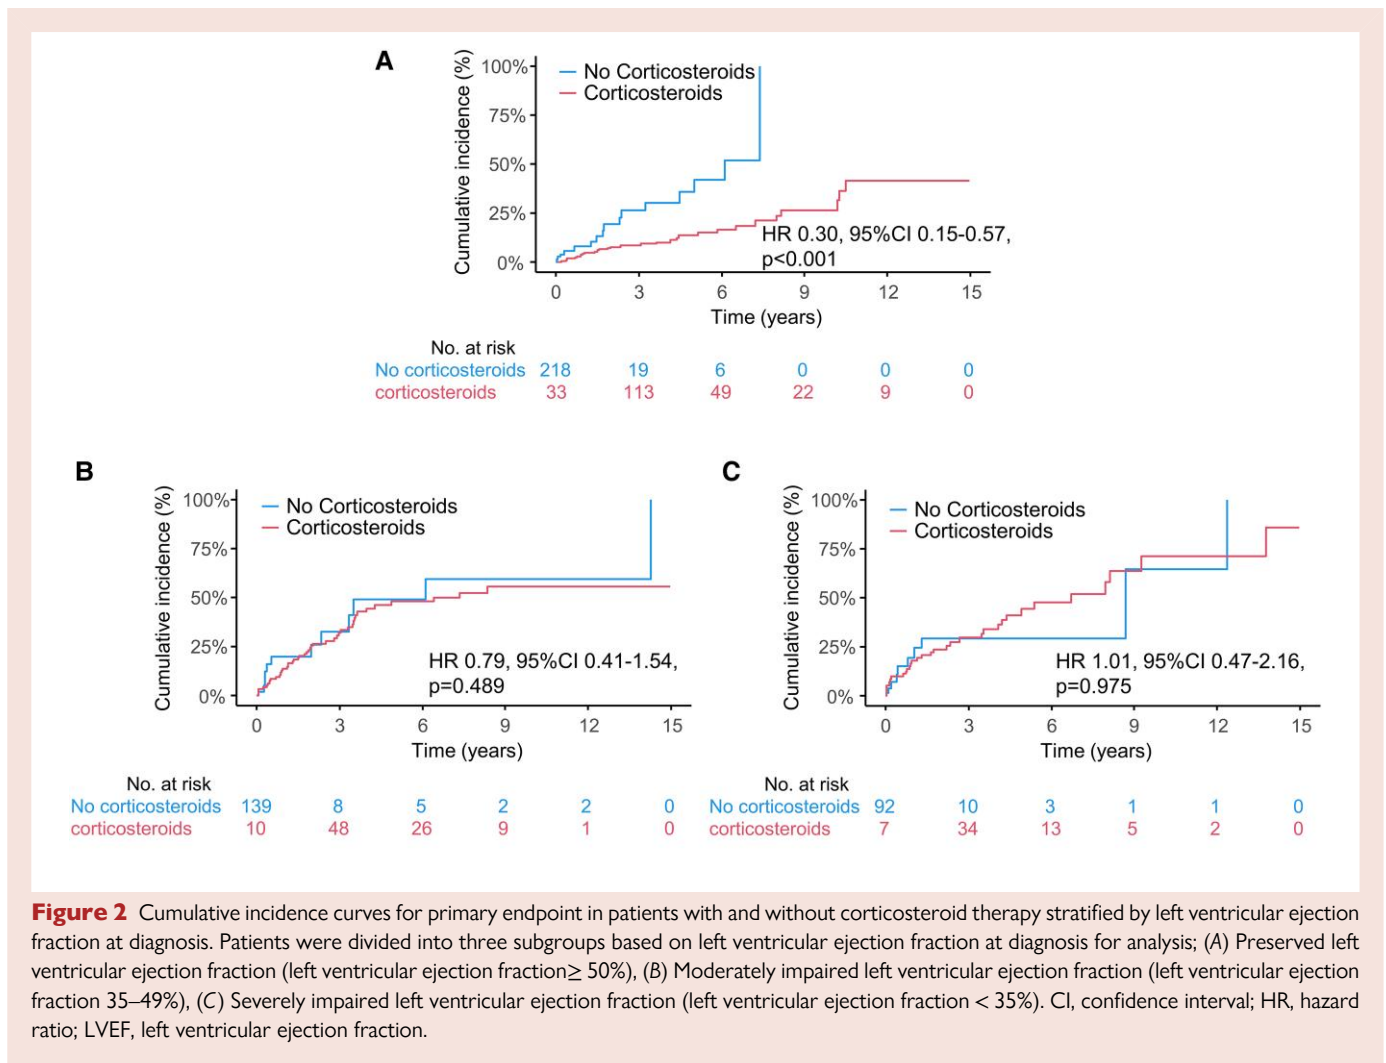 A
Cumulative incidence (%)
100%
75%
50%
25%
0%
No Corticosteroids
Corticosteroids
HR 0.30, 95%CI 0.15-0.57,
p<0.001
0 3 6 9 12 15
Time (years)
No. at risk
No corticosteroids 218 19 6 0 0 0
corticosteroids 33 113 49 22 9 0
B
Cumulative incidence (%)
100%
75%
50%
25%
0%
No Corticosteroids
Corticosteroids
HR 0.79, 95%CI 0.41-1.54,
p=0.489
0 3 6 9 12 15
Time (years)
No. at risk
No corticosteroids 139 8 5 2 2 0
corticosteroids 10 48 26 9 1 0
C
Cumulative incidence (%)
100%
75%
50%
25%
0%
No Corticosteroids
Corticosteroids
HR 1.01, 95%CI 0.47-2.16,
p=0.975
0 3 6 9 12 15
Time (years)
No. at risk
No corticosteroids 92 10 3 1 1 0
corticosteroids 7 34 13 5 2 0
Figure 2 Cumulative incidence curves for primary endpoint in patients with and without corticosteroid therapy stratified by left ventricular ejection
fraction at diagnosis. Patients were divided into three subgroups based on left ventricular ejection fraction at diagnosis for analysis; (A) Preserved left
ventricular ejection fraction (left ventricular ejection fraction≥ 50%), (B) Moderately impaired left ventricular ejection fraction (left ventricular ejection
fraction 35–49%), (C) Severely impaired left ventricular ejection fraction (left ventricular ejection fraction < 35%). CI, confidence interval; HR, hazard
ratio; LVEF, left ventricular ejection fraction.